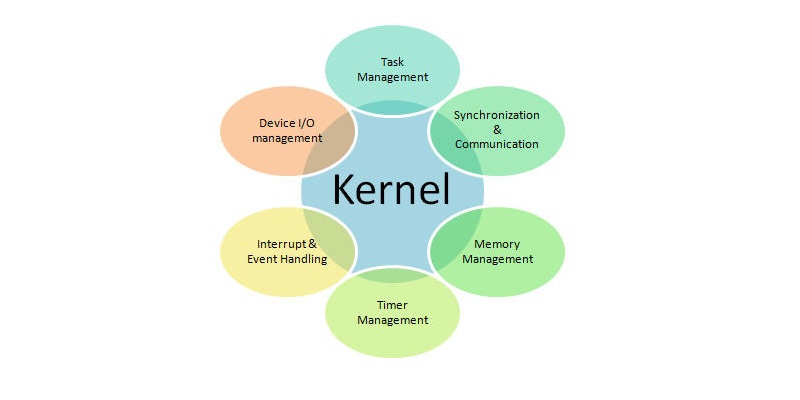 Task
Management
Device I/O
management
Synchronization
&
Communication
Kernel
Interrupt &
Event Handling
Memory
Management
Timer
Management